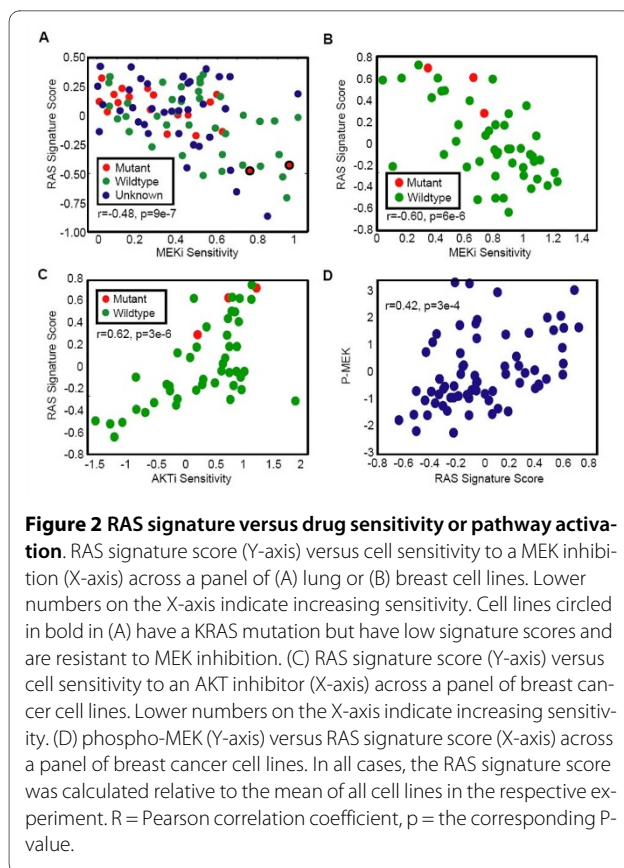 A
B
0.50
0.25
0
-0.25
-0.50
-0.75
-1.00
RAS Signature Score
Mutant
Wildtype
Unknown
r=-0.48, p=9e-7
0 0.2 0.4 0.6 0.8 1
MEKi Sensitivity
0.8
0.6
0.4
0.2
0
-0.2
-0.4
-0.6
-0.8
RAS Signature Score
Mutant
Wildtype
r=-0.60, p=6e-6
0 0.2 0.4 0.6 0.8 1.0 1.2
MEKi Sensitivity
C
D
0.8
0.6
0.4
0.2
0
-0.2
-0.4
-0.6
-0.8
RAS Signature Score
Mutant
Wildtype
r=0.62, p=3e-6
-1.5 -1 0 0.5 1 2
AKTi Sensitivity
3
2
1
0
-1
-2
-3
P-MEK
r=0.42, p=3e-4
-0.8 -0.4 0 0.2 0.4 0.6 0.8
RAS Signature Score
Figure 2 RAS signature versus drug sensitivity or pathway activa-
tion. RAS signature score (Y-axis) versus cell sensitivity to a MEK inhibi-
tion (X-axis) across a panel of (A) lung or (B) breast cell lines. Lower
numbers on the X-axis indicate increasing sensitivity. Cell lines circled
in bold in (A) have a KRAS mutation but have low signature scores and
are resistant to MEK inhibition. (C) RAS signature score (Y-axis) versus
cell sensitivity to an AKT inhibitor (X-axis) across a panel of breast can-
cer cell lines. Lower numbers on the X-axis indicate increasing sensitiv-
ity. (D) phospho-MEK (Y-axis) versus RAS signature score (X-axis) across
a panel of breast cancer cell lines. In all cases, the RAS signature score
was calculated relative to the mean of all cell lines in the respective ex-
periment. R = Pearson correlation coefficient, p = the corresponding P-
value.